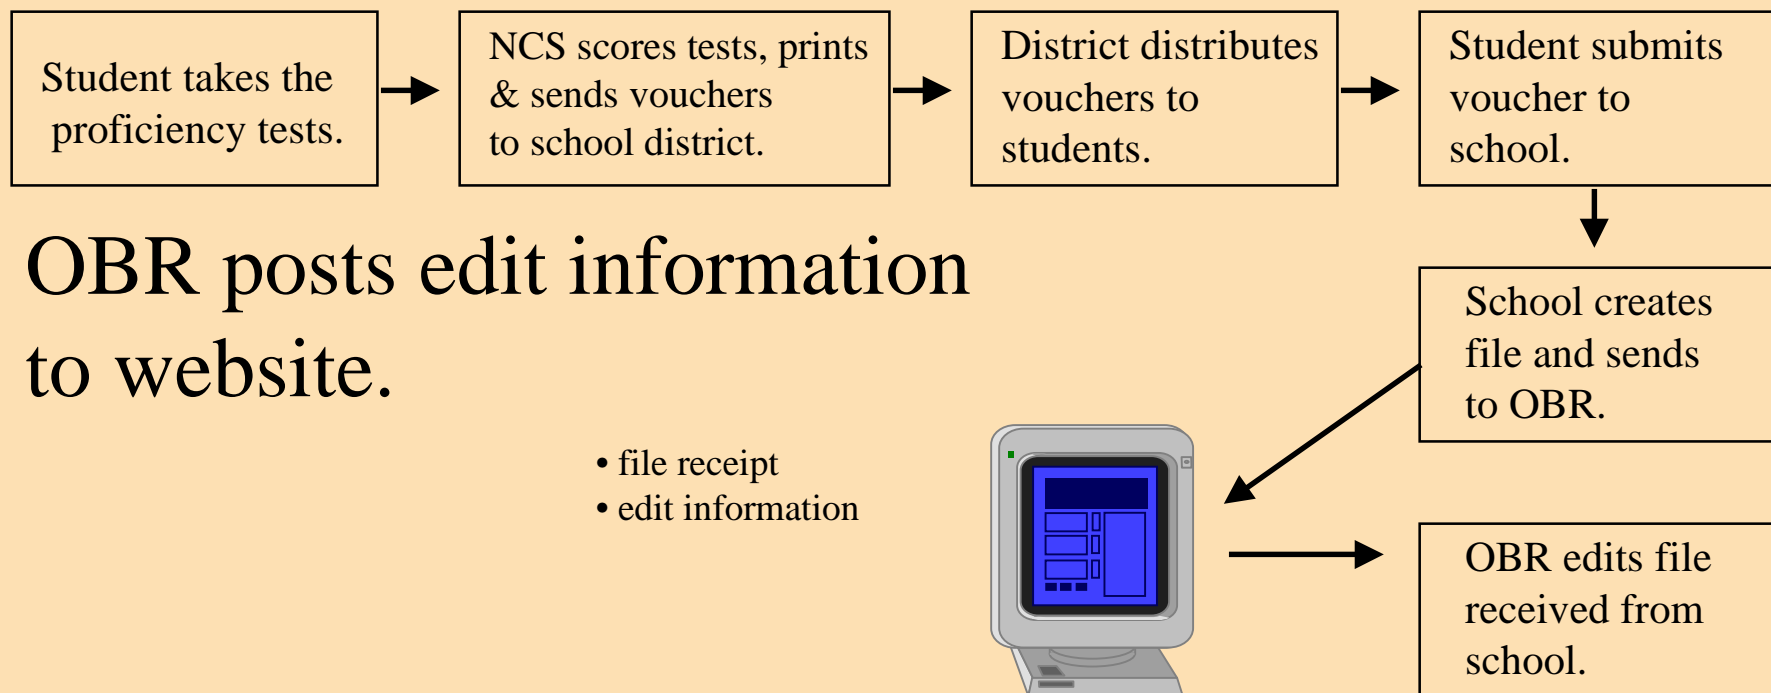 Student takes the
proficiency tests.
NCS scores tests, prints
& sends vouchers
to school district.
District distributes
vouchers to
students.
Student submits
voucher to
school.
OBR posts edit information
to website.
School creates
file and sends
to OBR.
• file receipt
• edit information
OBR edits file
received from
school.